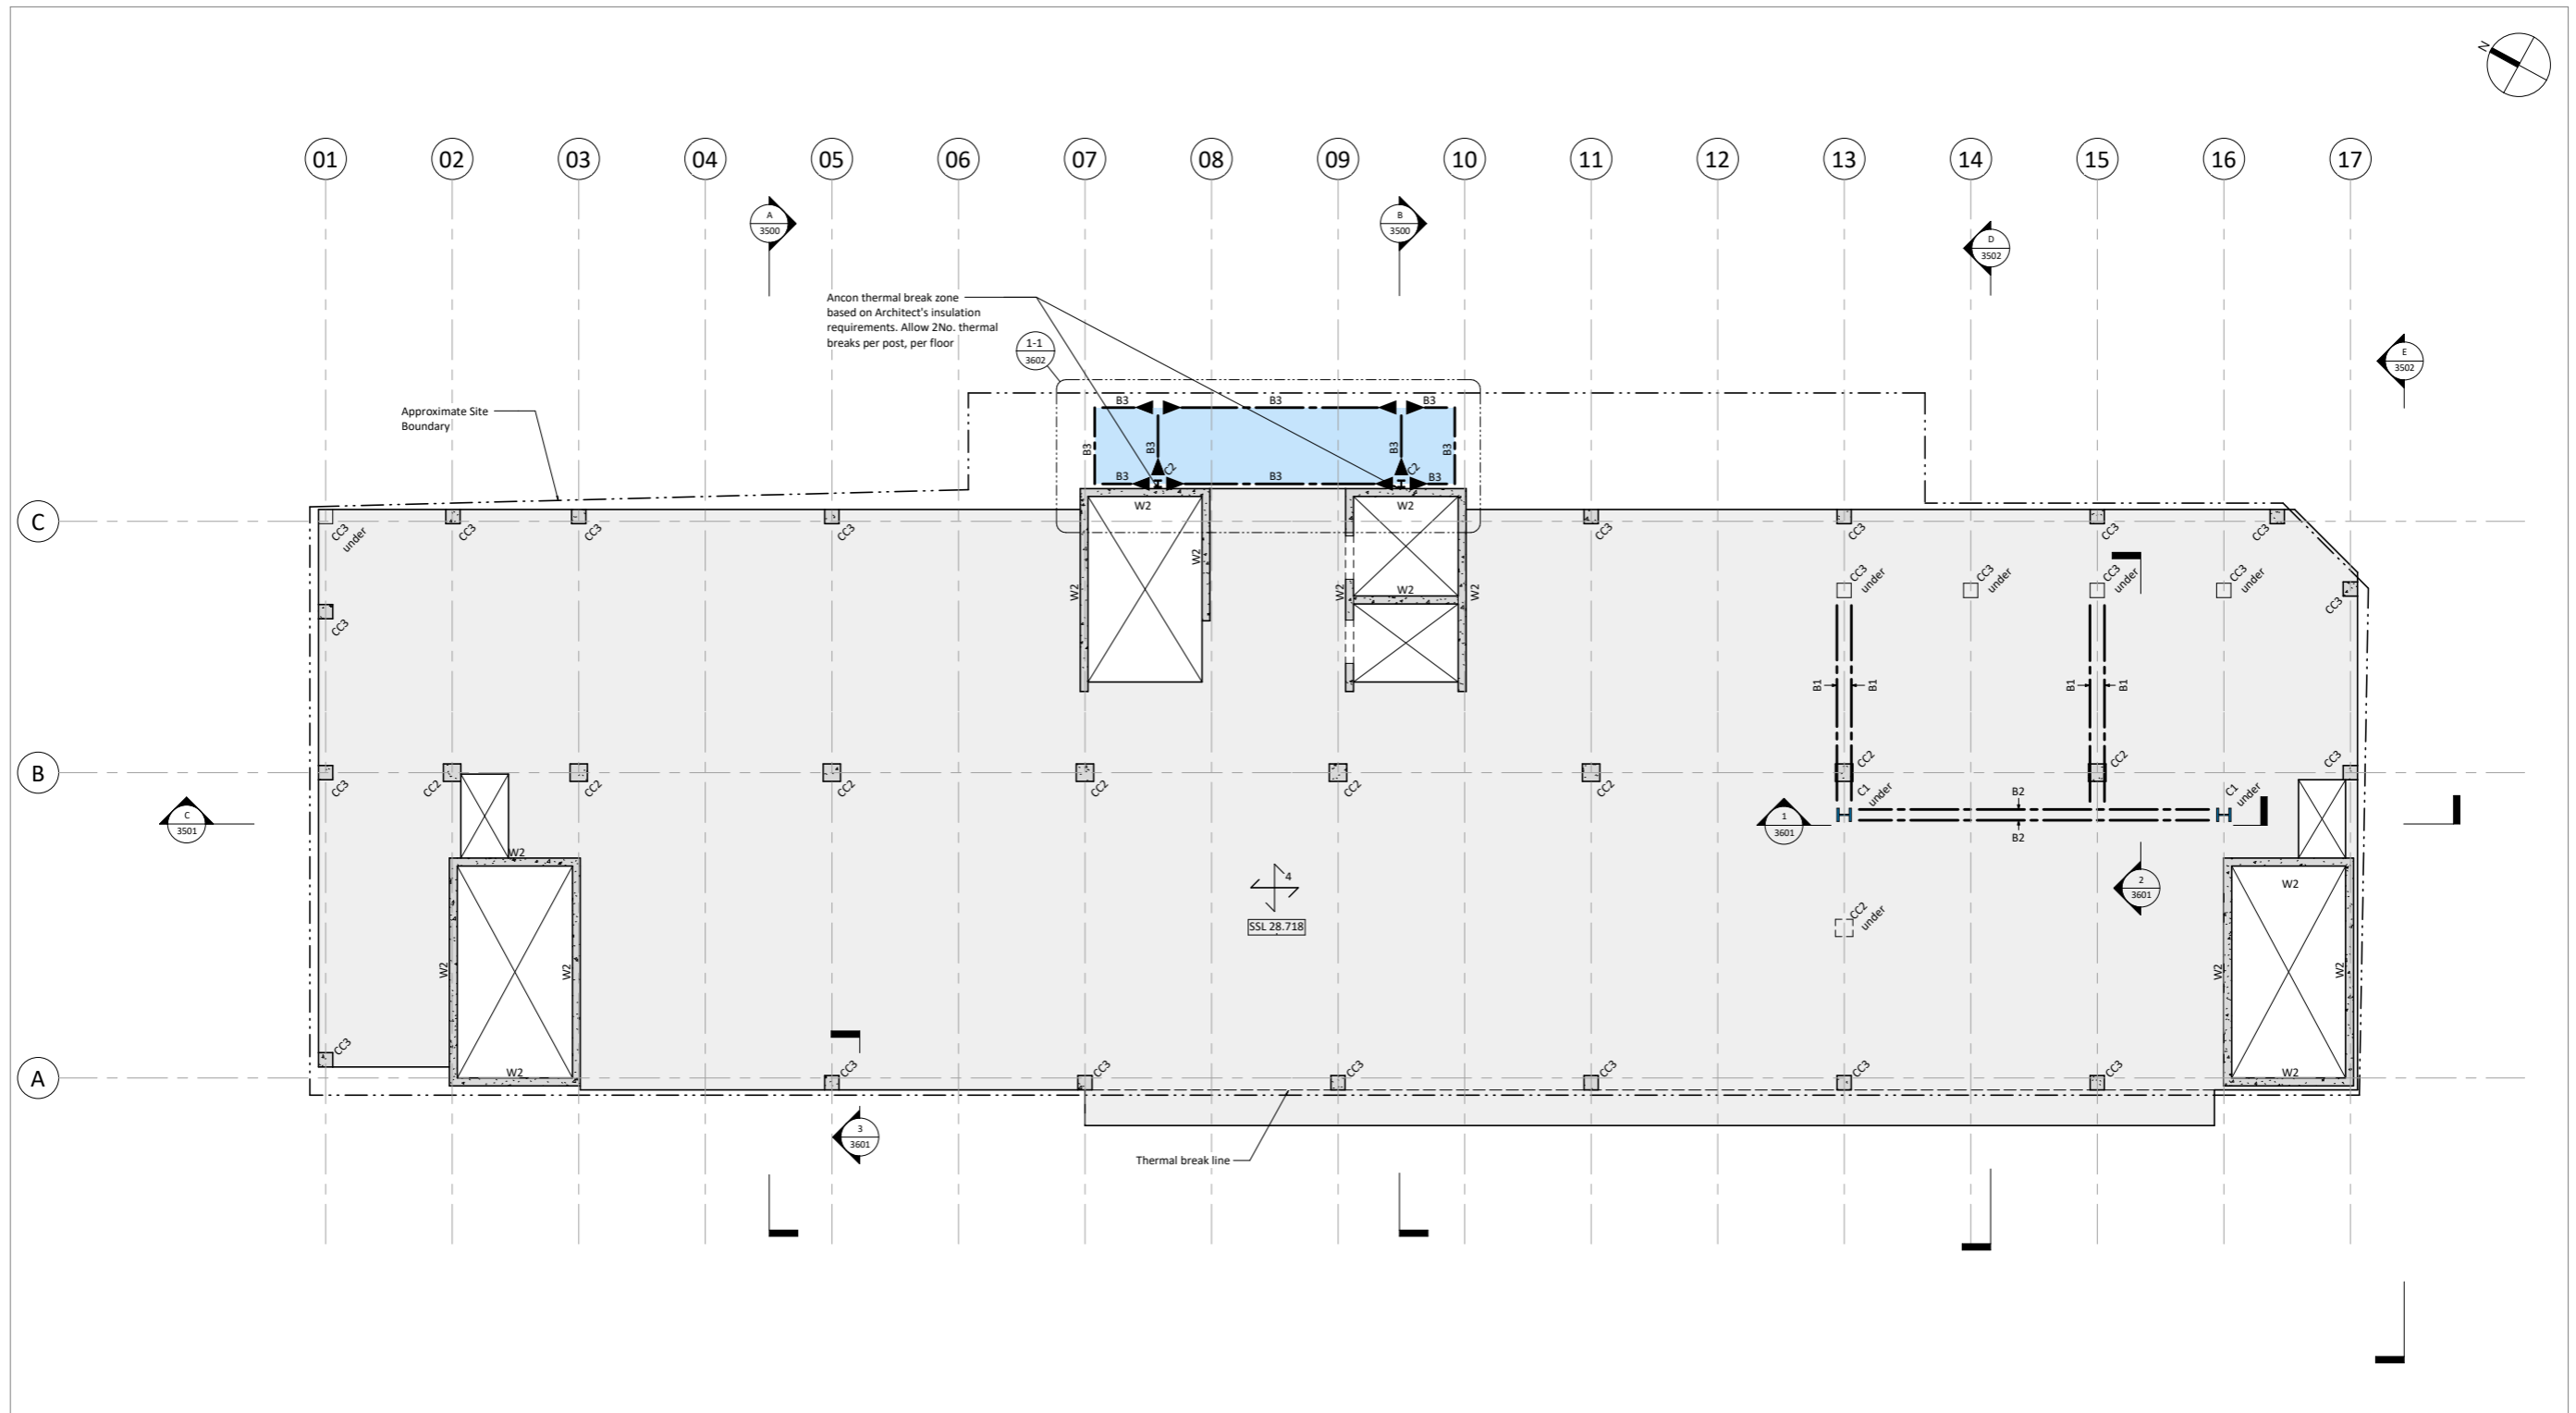 N
01 02 03 04 05 06 07 08 09 10 11 12 13 14 15 16 17
A
3500
B
3500
D
3502
E
3502
Ancon thermal break zone
based on Architect's insulation
requirements. Allow 2No. thermal
breaks per post, per floor
1-1
3602
Approximate Site
Boundary
B3 B3 B3
B3 B3 B3 B3
C2 C2
B3 B3 B3
C
W2 W2
CC3
under
CC3
CC3
CC3
CC3
CC3
CC3
CC3
W2
CC3
under
CC3
under
CC3
under
CC3
under
CC3
W2
W2
W2
W2
CC3
B1 B1
B1 B1
B
CC3
CC2
CC2
CC2
CC2
CC2
CC2
CC2
CC2
CC3
C1
under
C1
under
B2
B2
C
3501
1
3601
W2
4
SSL 28.718
2
3601
W2
CC2
under
W2
W2
W2
W2
CC3
W2
W2
A
CC3
CC3
CC3
CC3
CC3
CC3
3
3601
Thermal break line